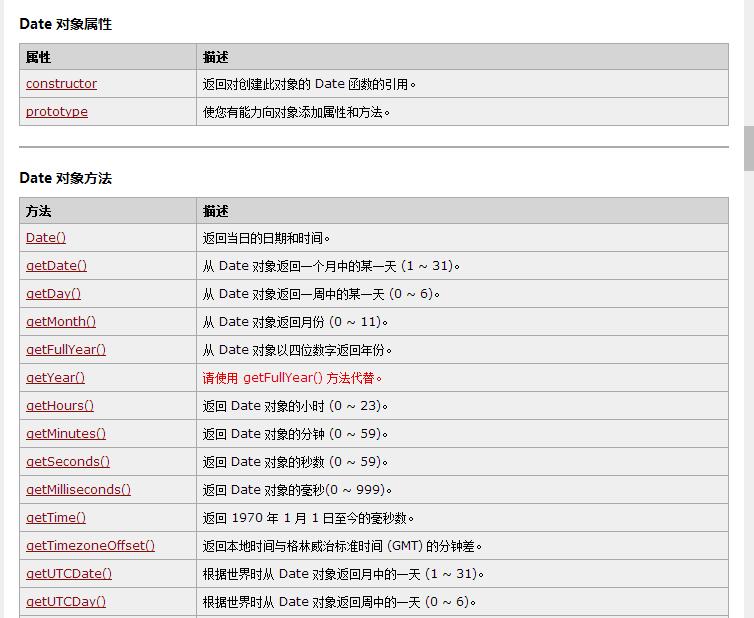 Date 对象属性
属性 描述
constructor 返回对创建此对象的 Date 函数的引用。
prototype 使您有能力向对象添加属性和方法。
Date 对象方法
方法 描述
Date() 返回当日的日期和时间。
getDate() 从 Date 对象返回一个月中的某一天 (1 ~ 31)。
getDay() 从 Date 对象返回一周中的某一天 (0 ~ 6)。
getMonth() 从 Date 对象返回月份 (0 ~ 11)。
getFullYear() 从 Date 对象以四位数字返回年份。
getYear() 请使用 getFullYear() 方法代替。
getHours() 返回 Date 对象的小时 (0 ~ 23)。
getMinutes() 返回 Date 对象的分钟 (0 ~ 59)。
getSeconds() 返回 Date 对象的秒数 (0 ~ 59)。
getMilliseconds() 返回 Date 对象的毫秒(0 ~ 999)。
getTime() 返回 1970 年 1 月 1 日至今的毫秒数。
getTimezoneOffset() 返回本地时间与格林威治标准时间 (GMT) 的分钟差。
getUTCDate() 根据世界时从 Date 对象返回月中的一天 (1 ~ 31)。
getUTCDay() 根据世界时从 Date 对象返回周中的一天 (0 ~ 6)。